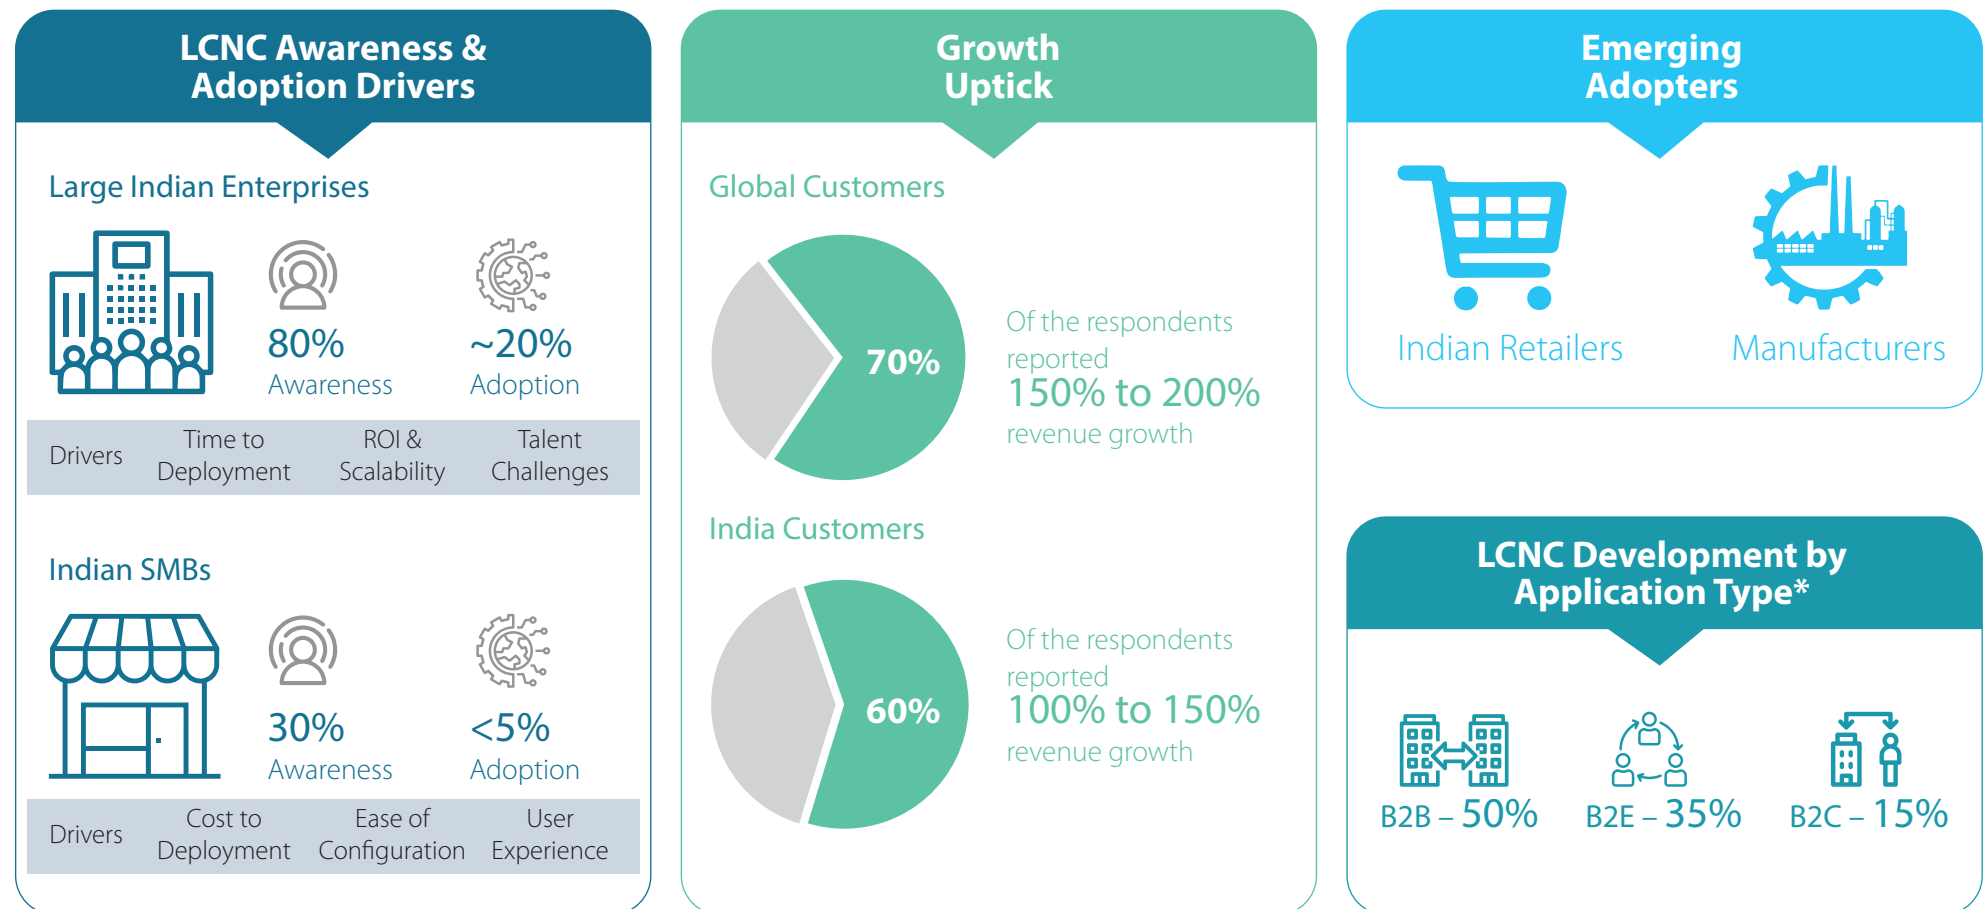 LCNC Awareness &
Adoption Drivers
Large Indian Enterprises
80%
Awareness
~20%
Adoption
Drivers
Time to
Deployment
ROI &
Scalability
Talent
Challenges
Indian SMBs
30%
Awareness
<5%
Adoption
Drivers
Cost to
Deployment
Ease of
Configuration
User
Experience
Growth
Uptick
Global Customers
70%
Of the respondents
reported
150% to 200%
revenue growth
India Customers
60%
Of the respondents
reported
100% to 150%
revenue growth
Emerging
Adopters
Indian Retailers
Manufacturers
LCNC Development by
Application Type*
B2B – 50%
B2E – 35%
B2C – 15%